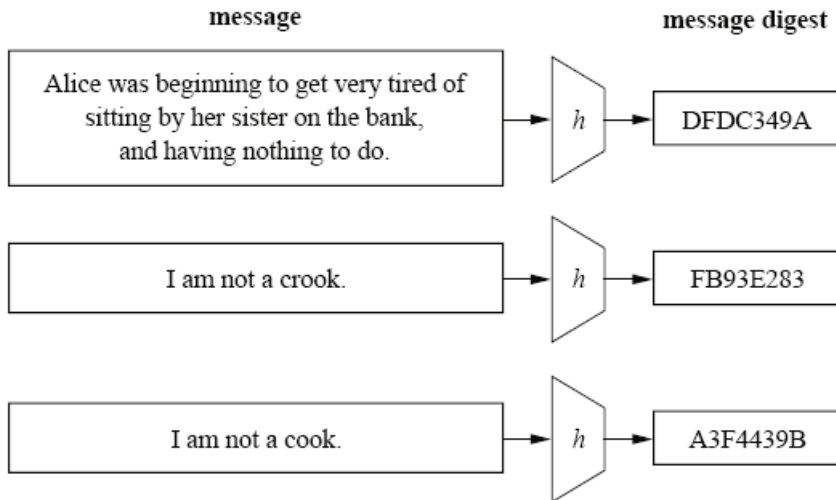 message
message digest
Alice was beginning to get very tired of
sitting by her sister on the bank,
and having nothing to do.
h
DFDC349A
I am not a crook.
h
FB93E283
I am not a cook.
h
A3F4439B